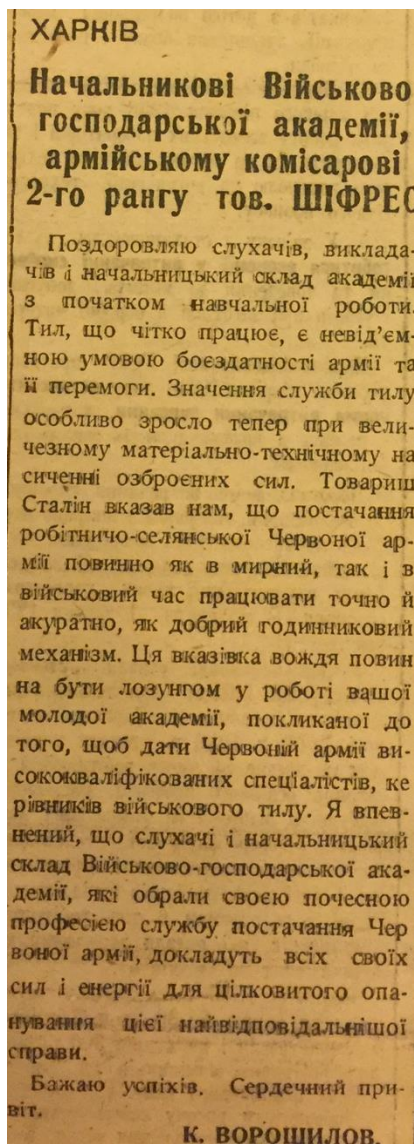 ХАРКІВ
Начальникові Військово
господарської академії,
армійському комісарові
2-го рангу тов. ШІФРЕС
Поздоровляю слухачів, виклада-
чів і начальницький склад академії
з початком навчальної роботи.
Тил, що чітко працює, є невід’єм-
ною умовою боєздатності армії та
її перемоги. Значення служби тилу
особливо зросло тепер при вели-
чезному матеріально-технічному на
сиченні озброєних сил. Товариш
Сталін вказав нам, що постачання
робітничо-селянської Червоної ар-
мії повинно як в мирний, так і в
військовий час працювати точно й
акуратно, як добрий годинниковий
механізм. Ця вказівка вождя повин
на бути лозунгом у роботі вашої
молодої академії, покликаної до
того, щоб дати Червоній армії ви-
сококваліфікованих спеціалістів, ке
рівників військового тилу. Я впев-
нений, що слухачі і начальницький
склад Військово-господарської ака-
демії, які обрали своєю почесною
професією службу постачання Чер
воної армії, докладуть всіх своїх
сил і енергії для цілковитого опа-
нування цієї найвідповідальнішої
справи.
Бажаю успіхів. Сердечний при-
віт.
К. ВОРОШИЛОВ.